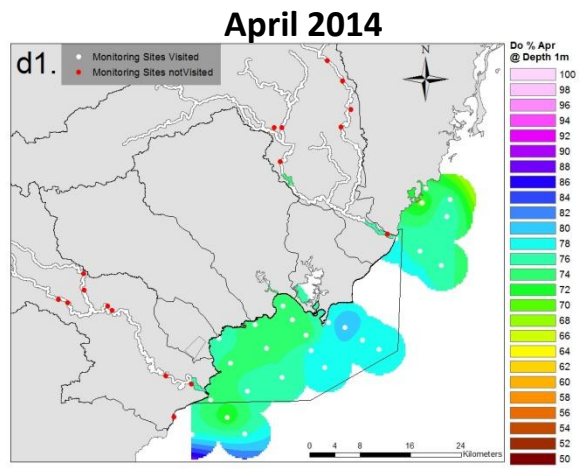 April 2014
d1.
Monitoring Sites Visited
Monitoring Sites notVisited
N
Do % Apr
@ Depth 1m
100
98
96
94
92
90
88
86
84
82
80
78
76
74
72
70
68
66
64
62
60
58
56
54
52
50
0 4 8 16 24
Kilometers